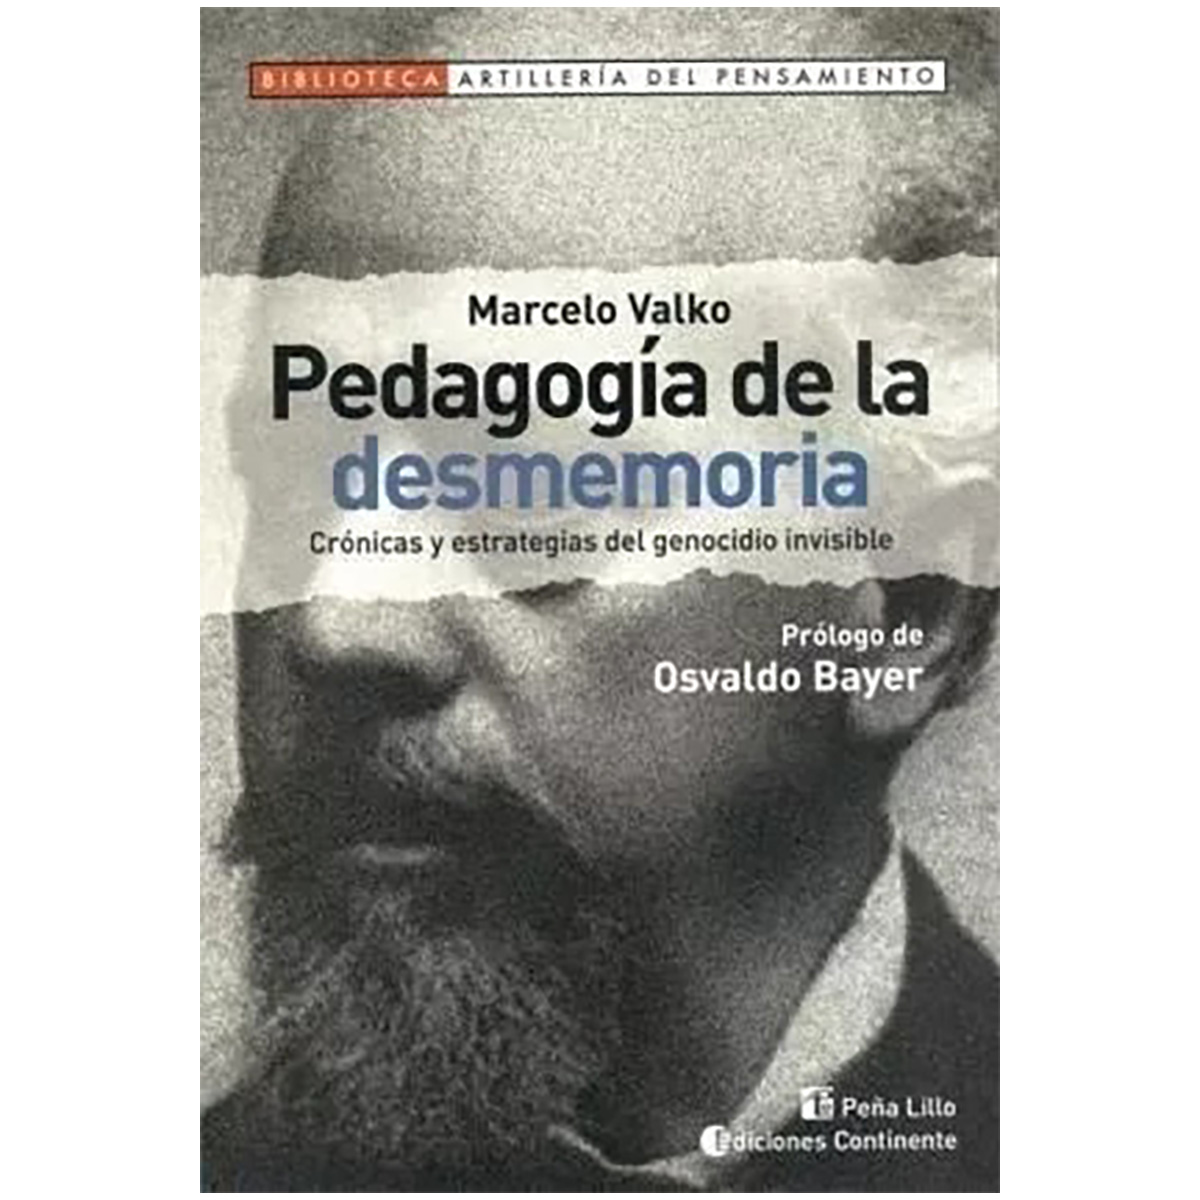 BIBLIOTECA ARTILLERÍA DEL PENSAMIENTO
Marcelo Valko
Pedagogía de la
desmemoria
Crónicas y estrategias del genocidio invisible
Prólogo de
Osvaldo Bayer
Peña Lillo
Ediciones Continente